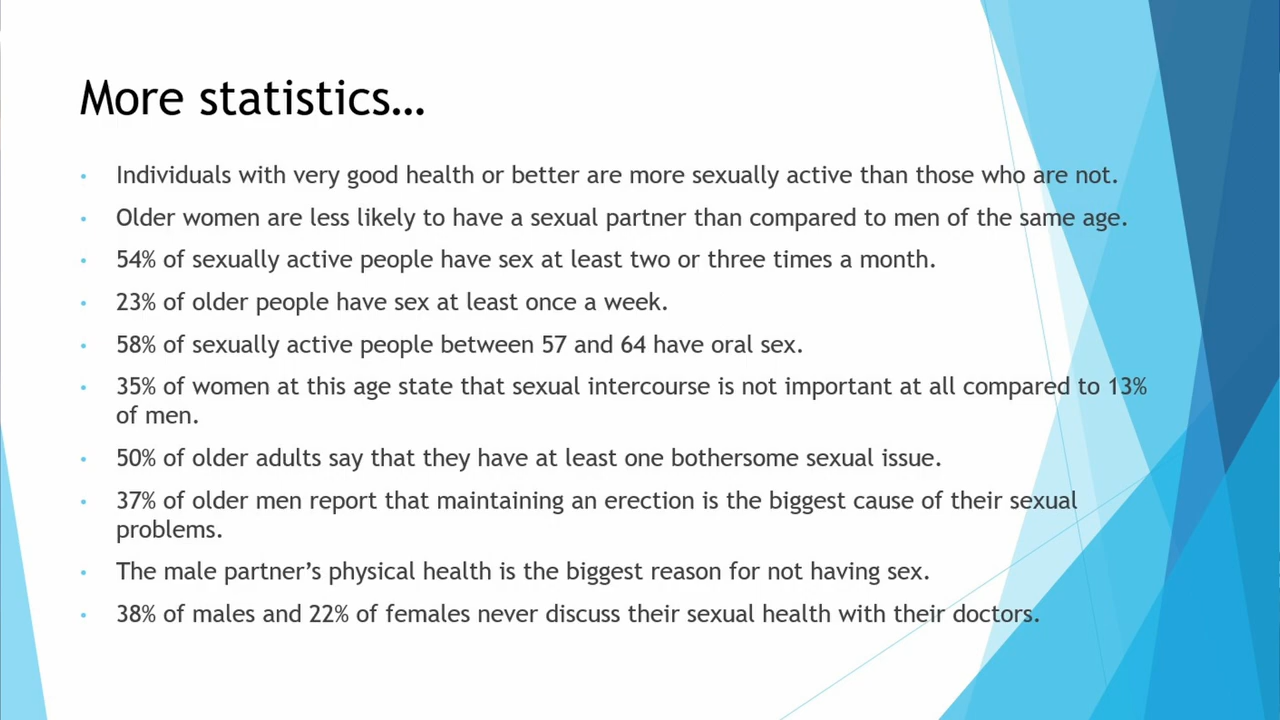 More statistics…
• Individuals with very good health or better are more sexually active than those who are not.
• Older women are less likely to have a sexual partner than compared to men of the same age.
• 54% of sexually active people have sex at least two or three times a month.
• 23% of older people have sex at least once a week.
• 58% of sexually active people between 57 and 64 have oral sex.
• 35% of women at this age state that sexual intercourse is not important at all compared to 13%
of men.
• 50% of older adults say that they have at least one bothersome sexual issue.
• 37% of older men report that maintaining an erection is the biggest cause of their sexual
problems.
• The male partner’s physical health is the biggest reason for not having sex.
• 38% of males and 22% of females never discuss their sexual health with their doctors.